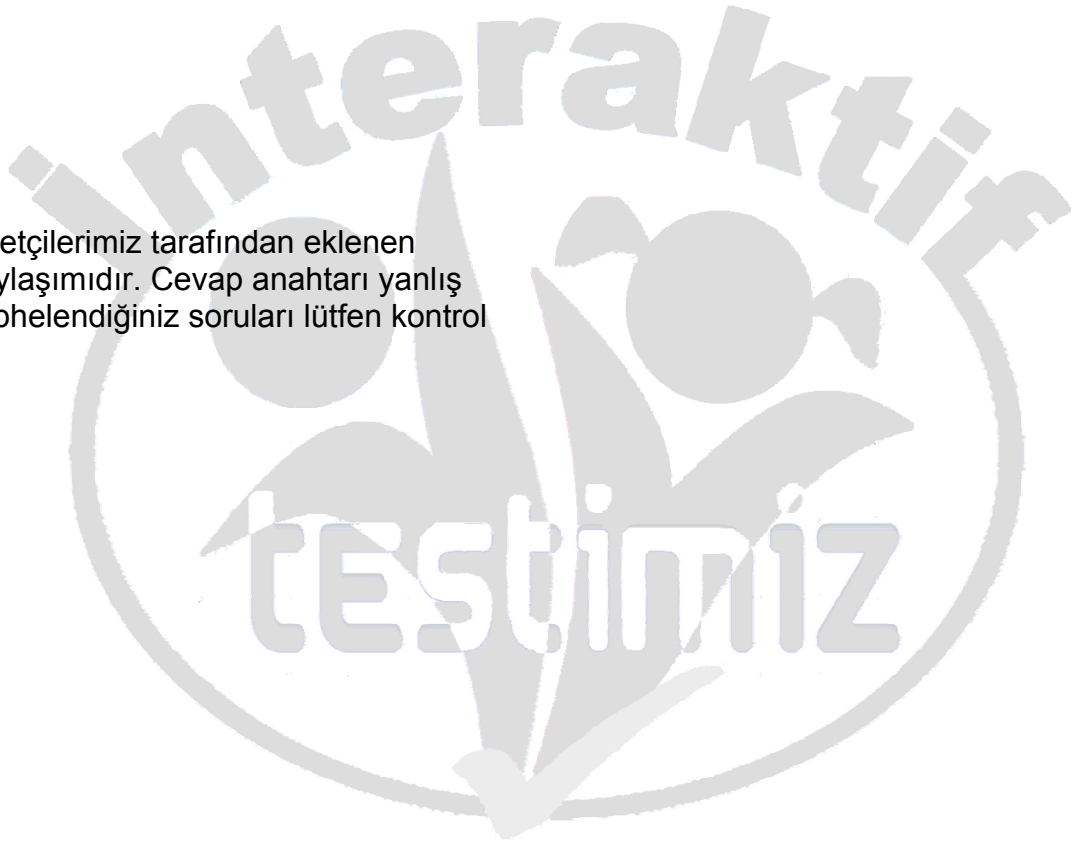 interaktif
etçilerimiz tarafından eklenen
ylaşımıdır. Cevap anahtarı yanlış
phelendiğiniz soruları lütfen kontrol
testimiz